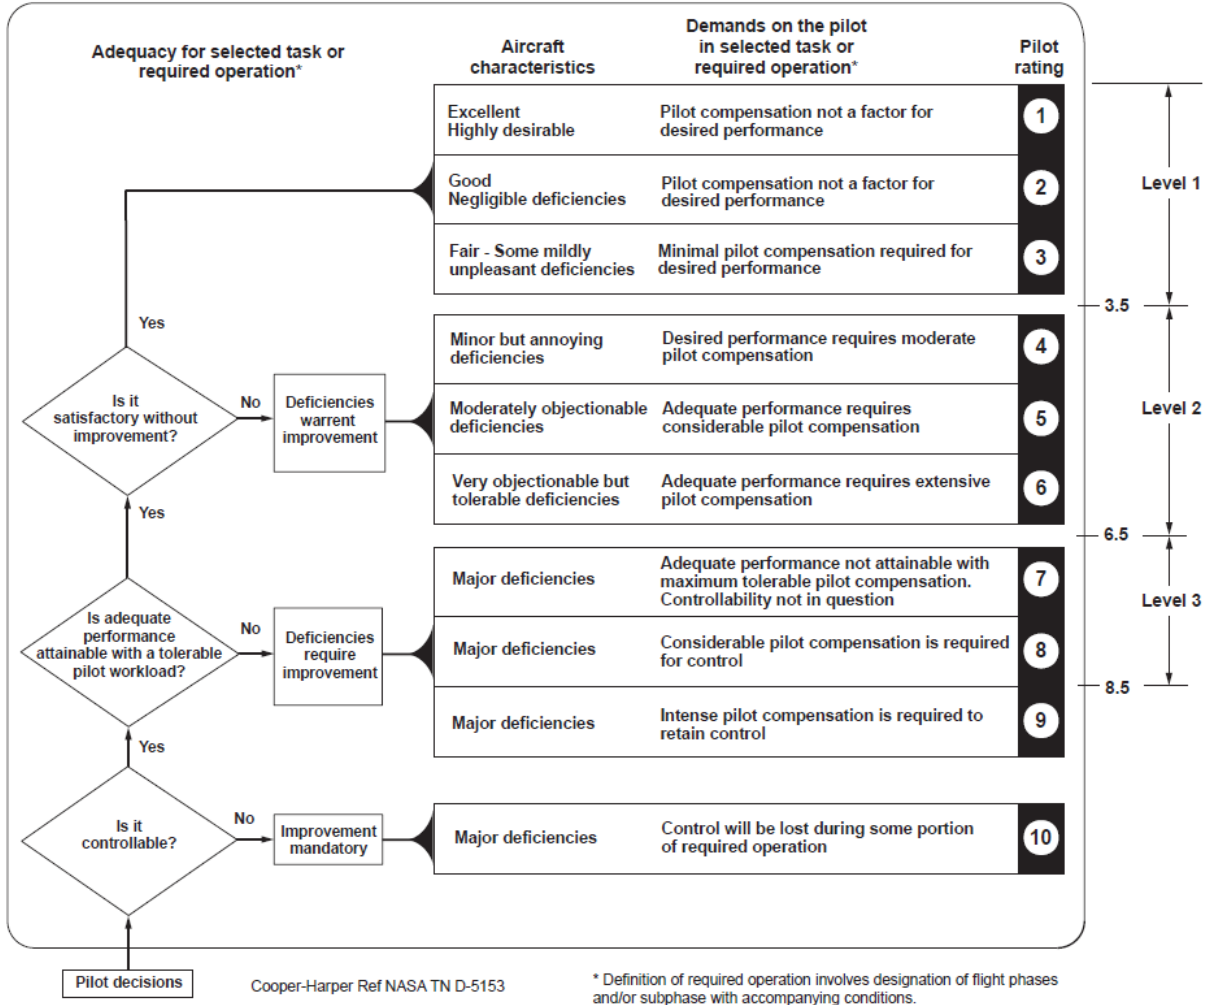 Adequacy for selected task or
required operation*
Aircraft
characteristics
Demands on the pilot
in selected task or
required operation*
Pilot
rating
Excellent
Highly desirable
Pilot compensation not a factor for
desired performance
1
Good
Negligible deficiencies
Pilot compensation not a factor for
desired performance
2
Fair - Some mildly
unpleasant deficiencies
Minimal pilot compensation required for
desired performance
3
Level 1
3.5
Yes
Is it
satisfactory without
improvement?
No
Deficiencies
warrent
improvement
Minor but annoying
deficiencies
Desired performance requires moderate
pilot compensation
4
Moderately objectionable
deficiencies
Adequate performance requires
considerable pilot compensation
5
Very objectionable but
tolerable deficiencies
Adequate performance requires extensive
pilot compensation
6
Level 2
6.5
Yes
Is adequate
performance
attainable with a tolerable
pilot workload?
No
Deficiencies
require
improvement
Major deficiencies
Adequate performance not attainable with
maximum tolerable pilot compensation.
Controllability not in question
7
Major deficiencies
Considerable pilot compensation is required
for control
8
Level 3
8.5
Major deficiencies
Intense pilot compensation is required to
retain control
9
Yes
Is it
controllable?
No
Improvement
mandatory
Major deficiencies
Control will be lost during some portion
of required operation
10
Pilot decisions
Cooper-Harper Ref NASA TN D-5153
* Definition of required operation involves designation of flight phases
and/or subphase with accompanying conditions.